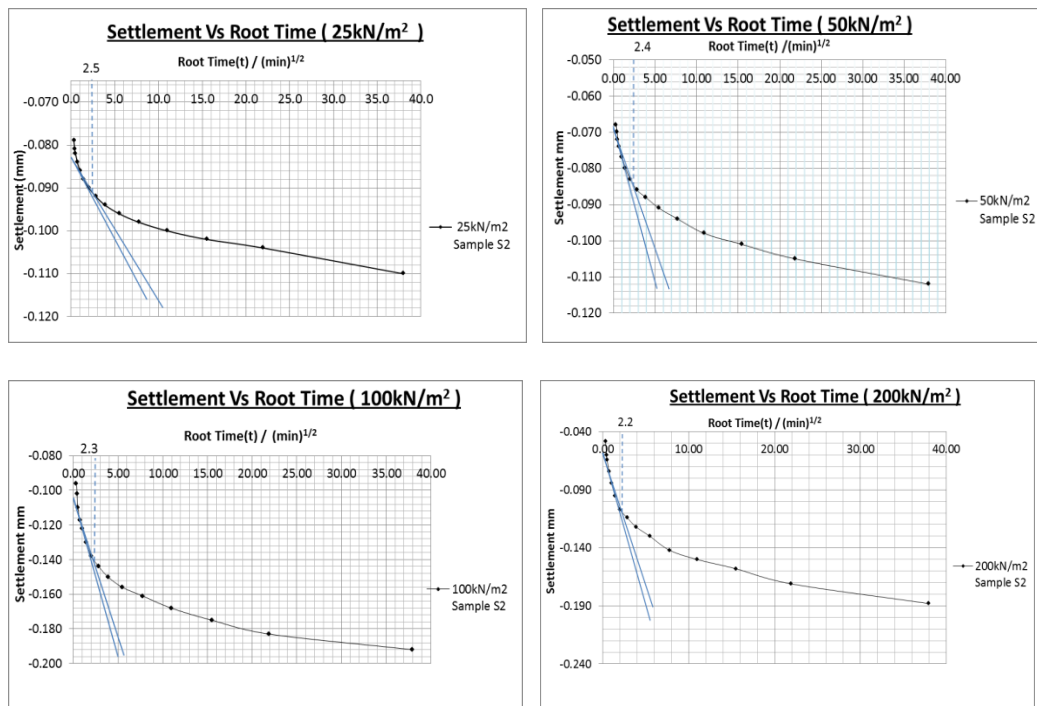 Settlement Vs Root Time ( 25kN/m² )
2.5
Root Time(t) / (min)1/2
0.0 5.0 10.0 15.0 20.0 25.0 30.0 35.0 40.0
-0.070
-0.080
-0.090
-0.100
-0.110
-0.120
Settlement (mm)
25kN/m2
Sample S2
Settlement Vs Root Time ( 50kN/m² )
2.4
Root Time(t) /(min)1/2
-0.050
0.00 5.00 10.00 15.00 20.00 25.00 30.00 35.00 40.00
-0.060
-0.070
-0.080
-0.090
-0.100
-0.110
-0.120
Settlement mm
50kN/m2
Sample S2
Settlement Vs Root Time ( 100kN/m² )
2.3
Root Time(t) / (min)1/2
-0.080
0.00 5.00 10.00 15.00 20.00 25.00 30.00 35.00 40.00
-0.100
-0.120
-0.140
-0.160
-0.180
-0.200
Settlement mm
100kN/m2
Sample S2
Settlement Vs Root Time ( 200kN/m² )
2.2
Root Time(t) / (min)1/2
-0.040
0.00 10.00 20.00 30.00 40.00
-0.090
-0.140
-0.190
-0.240
Settlement mm
200kN/m2
Sample S2